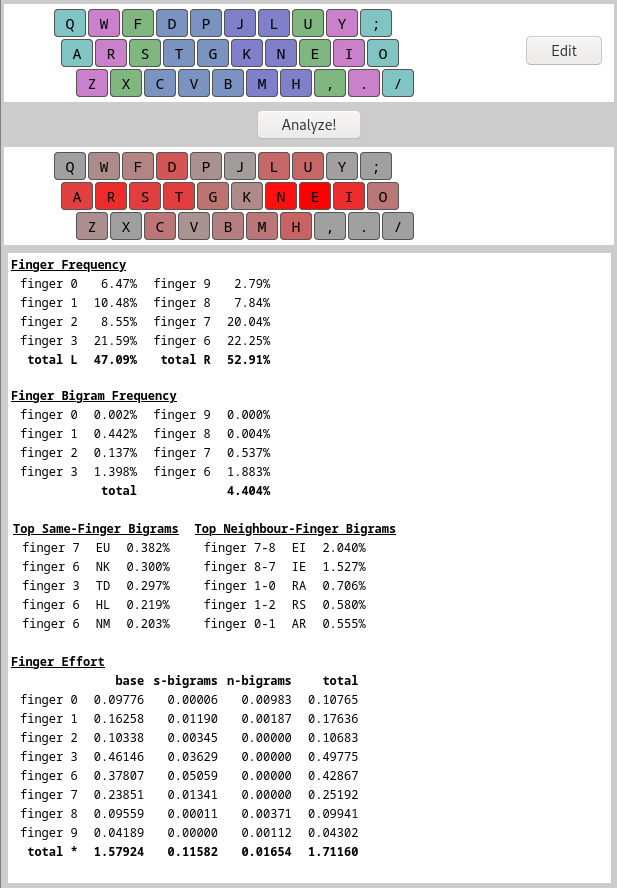 Q W F D P J L U Y ;
A R S T G K N E I O
Edit
Z X C V B M H , . /
Analyze!
Q W F D P J L U Y ;
A R S T G K N E I O
Z X C V B M H , . /
Finger Frequency
finger 0 6.47% finger 9 2.79%
finger 1 10.48% finger 8 7.84%
finger 2 8.55% finger 7 20.04%
finger 3 21.59% finger 6 22.25%
total L 47.09% total R 52.91%
Finger Bigram Frequency
finger 0 0.002% finger 9 0.000%
finger 1 0.442% finger 8 0.004%
finger 2 0.137% finger 7 0.537%
finger 3 1.398% finger 6 1.883%
total 4.404%
Top Same-Finger Bigrams Top Neighbour-Finger Bigrams
finger 7 EU 0.382% finger 7-8 EI 2.040%
finger 6 NK 0.300% finger 8-7 IE 1.527%
finger 3 TD 0.297% finger 1-0 RA 0.706%
finger 6 HL 0.219% finger 1-2 RS 0.580%
finger 6 NM 0.203% finger 0-1 AR 0.555%
Finger Effort
base s-bigrams n-bigrams total
finger 0 0.09776 0.00006 0.00983 0.10765
finger 1 0.16258 0.01190 0.00187 0.17636
finger 2 0.10338 0.00345 0.00000 0.10683
finger 3 0.46146 0.03629 0.00000 0.49775
finger 6 0.37807 0.05059 0.00000 0.42867
finger 7 0.23851 0.01341 0.00000 0.25192
finger 8 0.09559 0.00011 0.00371 0.09941
finger 9 0.04189 0.00000 0.00112 0.04302
total * 1.57924 0.11582 0.01654 1.71160